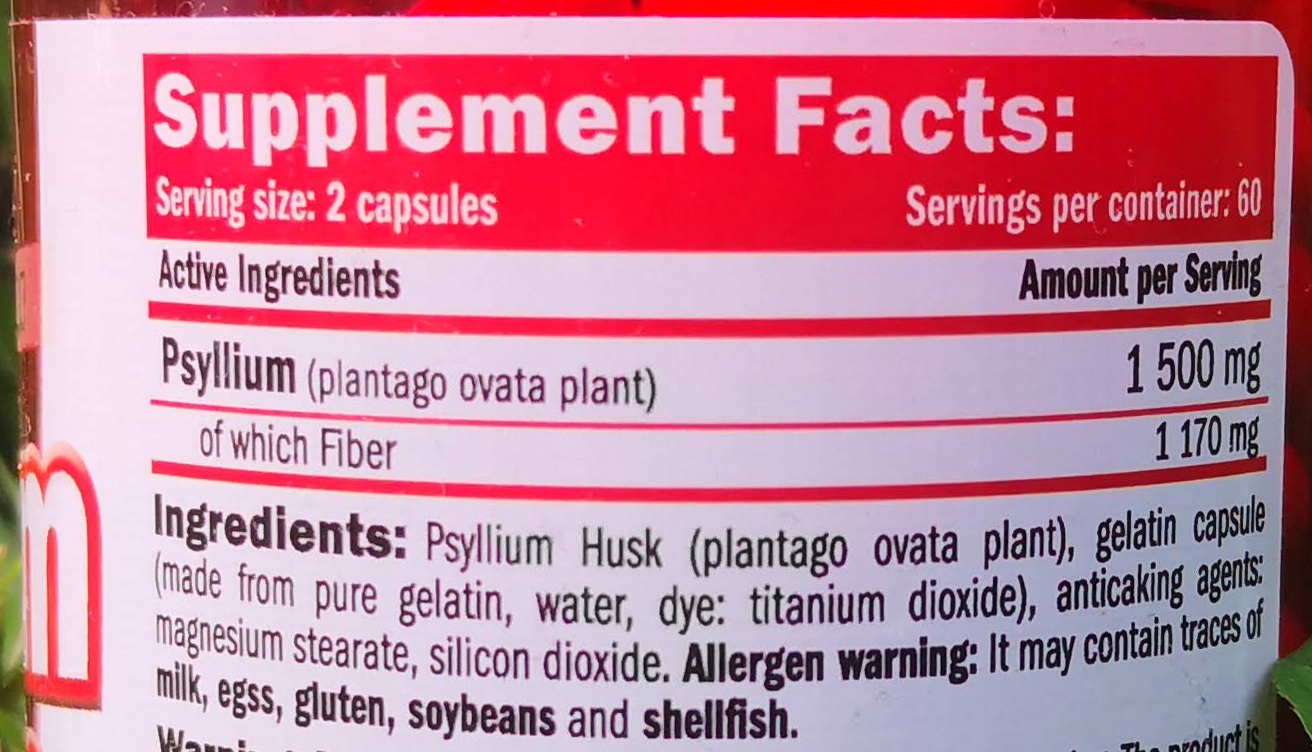 Supplement Facts:
Serving size: 2 capsules Servings per container: 60
Active Ingredients Amount per Serving
Psyllium (plantago ovata plant) 1 500 mg
of which Fiber 1 170 mg
Ingredients: Psyllium Husk (plantago ovata plant), gelatin capsule
(made from pure gelatin, water, dye: titanium dioxide), anticaking agents:
magnesium stearate, silicon dioxide. Allergen warning: It may contain traces of
milk, egss, gluten, soybeans and shellfish.
The product is
m